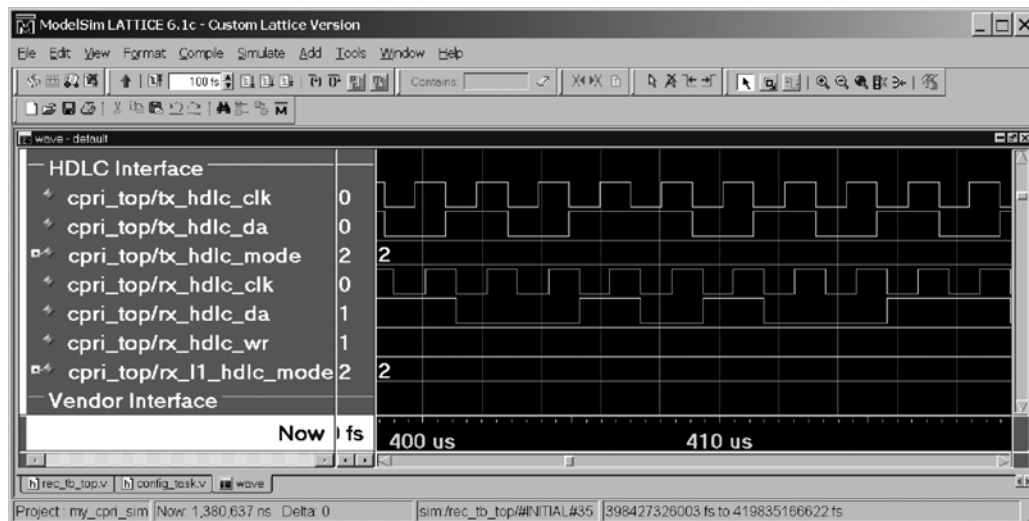 ModelSim LATTICE 6.1c - Custom Lattice Version
File Edit View Format Compile Simulate Add Tools Window Help
100 fs Contains:
wave - default
HDLC Interface
cpri_top/tx_hdlc_clk 0
cpri_top/tx_hdlc_da 0
cpri_top/tx_hdlc_mode 2 2
cpri_top/rx_hdlc_clk 0
cpri_top/rx_hdlc_da 1
cpri_top/rx_hdlc_wr 1
cpri_top/rx_l1_hdlc_mode 2 2
Vendor Interface
Now fs 400 us 410 us
rec_tb_top.v config_task.v wave
Project : my_cpri_sim Now: 1,380,637 ns Delta: 0 sim:/rec_tb_top/#INITIAL#35 398427326003 fs to 419835166622 fs